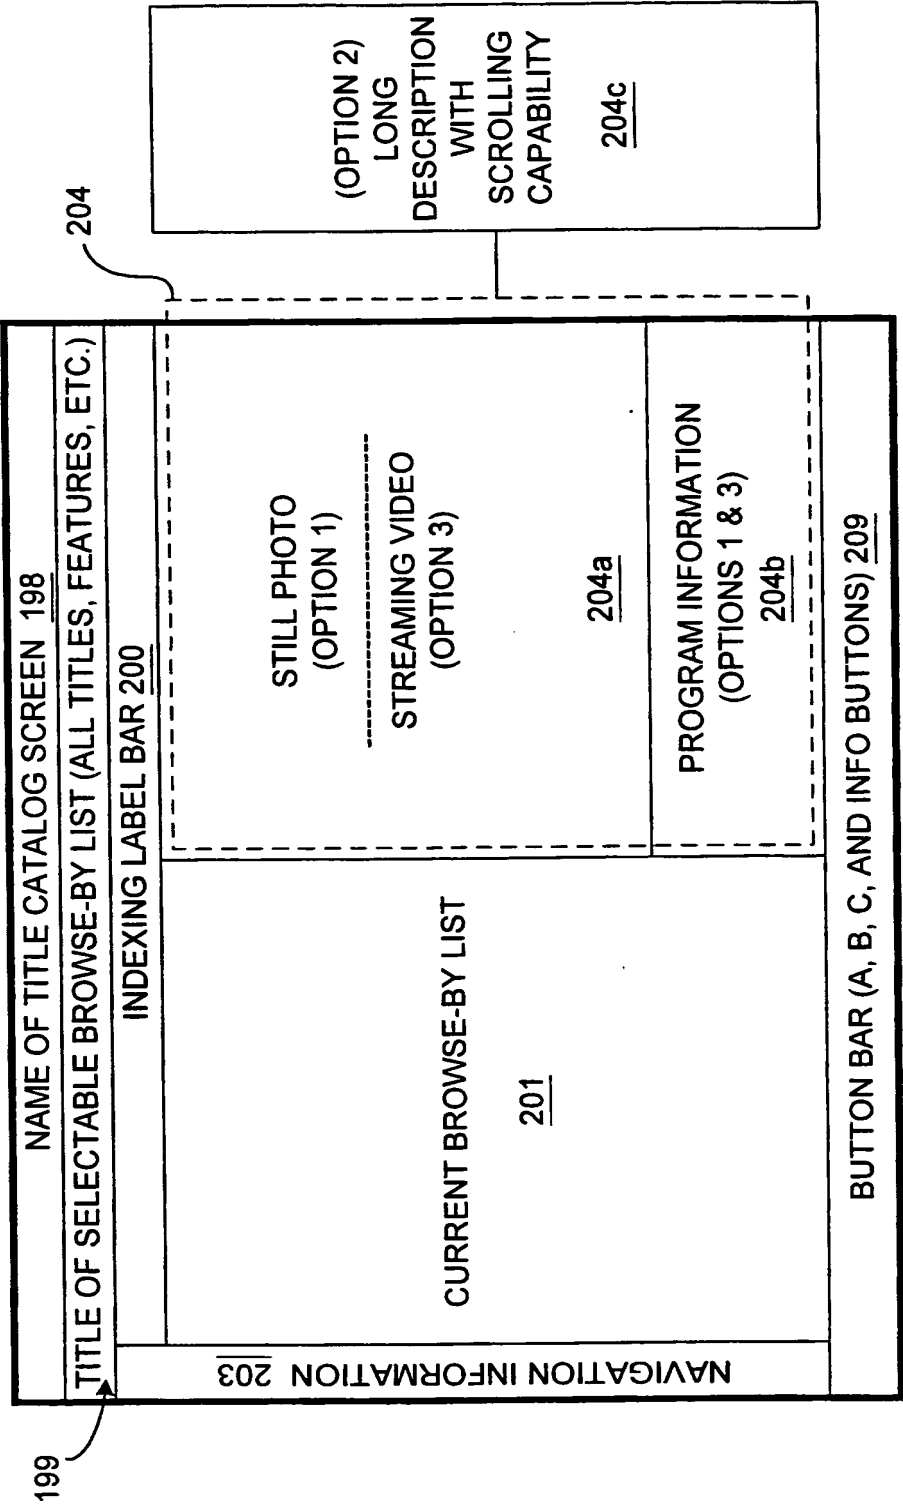 NAME OF TITLE CATALOG SCREEN 198
TITLE OF SELECTABLE BROWSE-BY LIST (ALL TITLES, FEATURES, ETC.)
199
INDEXING LABEL BAR 200
NAVIGATION INFORMATION 203
CURRENT BROWSE-BY LIST
201
STILL PHOTO
(OPTION 1)
STREAMING VIDEO
(OPTION 3)
204a
PROGRAM INFORMATION
(OPTIONS 1 & 3)
204b
204
(OPTION 2)
LONG
DESCRIPTION
WITH
SCROLLING
CAPABILITY
204c
BUTTON BAR (A, B, C, AND INFO BUTTONS) 209